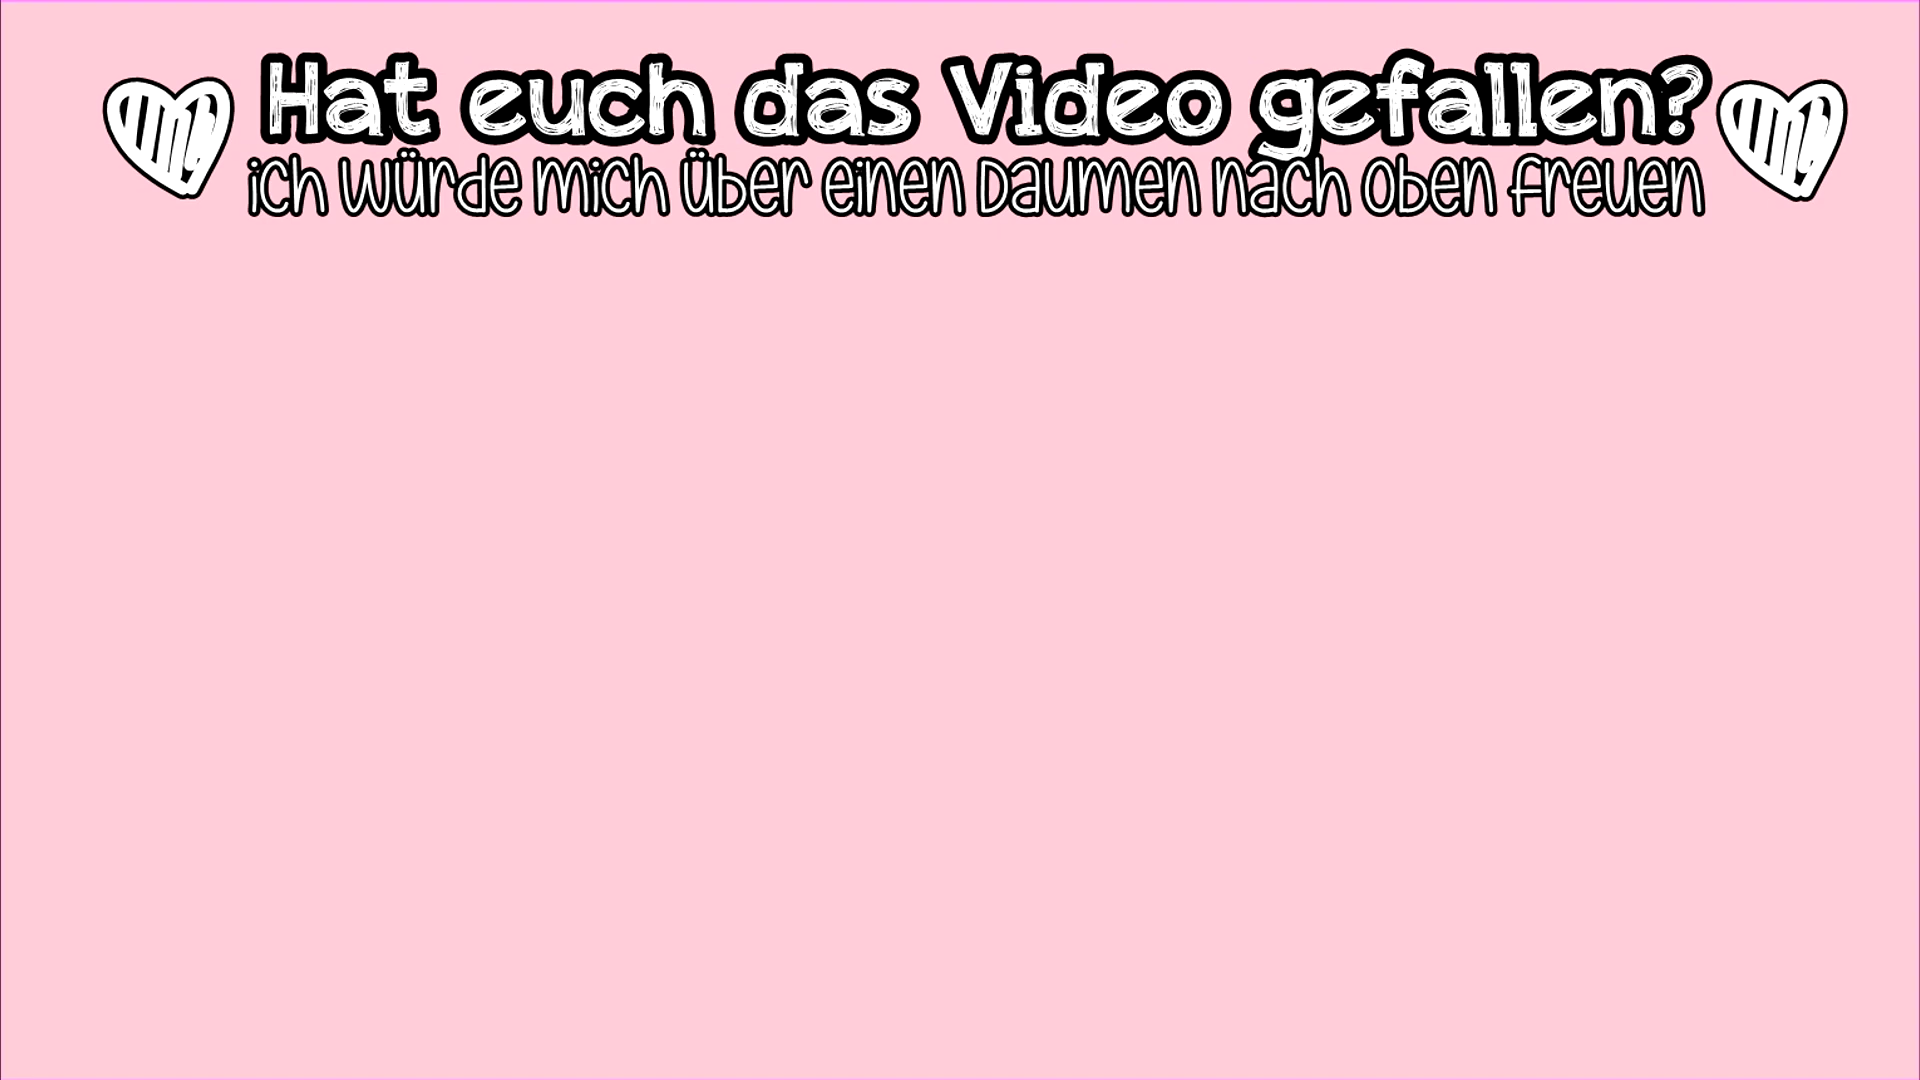 Hat euch das Video gefallen?
ich würde mich über einen Daumen nach oben freuen